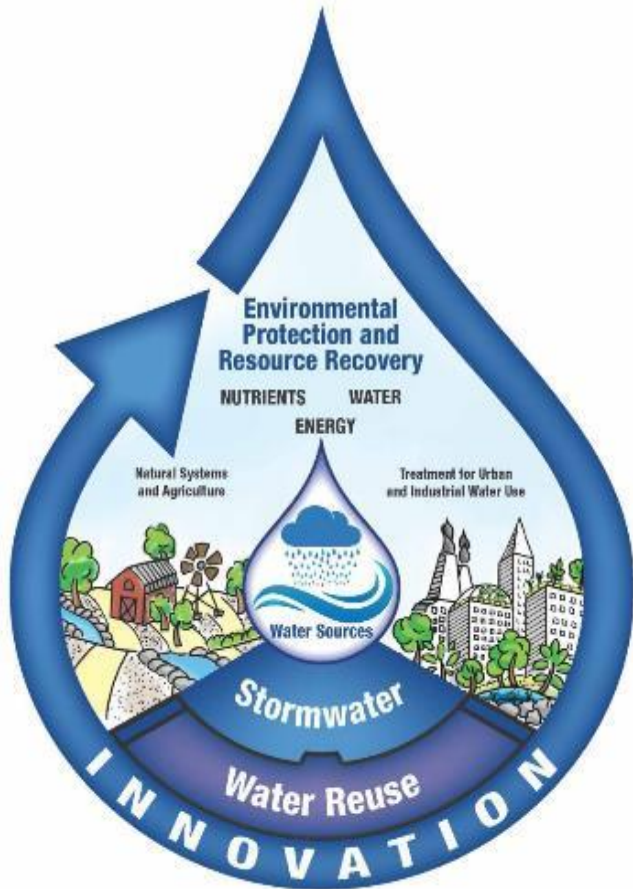 Environmental
Protection and
Resource Recovery
NUTRIENTS WATER
ENERGY
Natural Systems
and Agriculture
Treatment for Urban
and Industrial Water Use
Water Sources
Stormwater
Water Reuse
INNOVATION